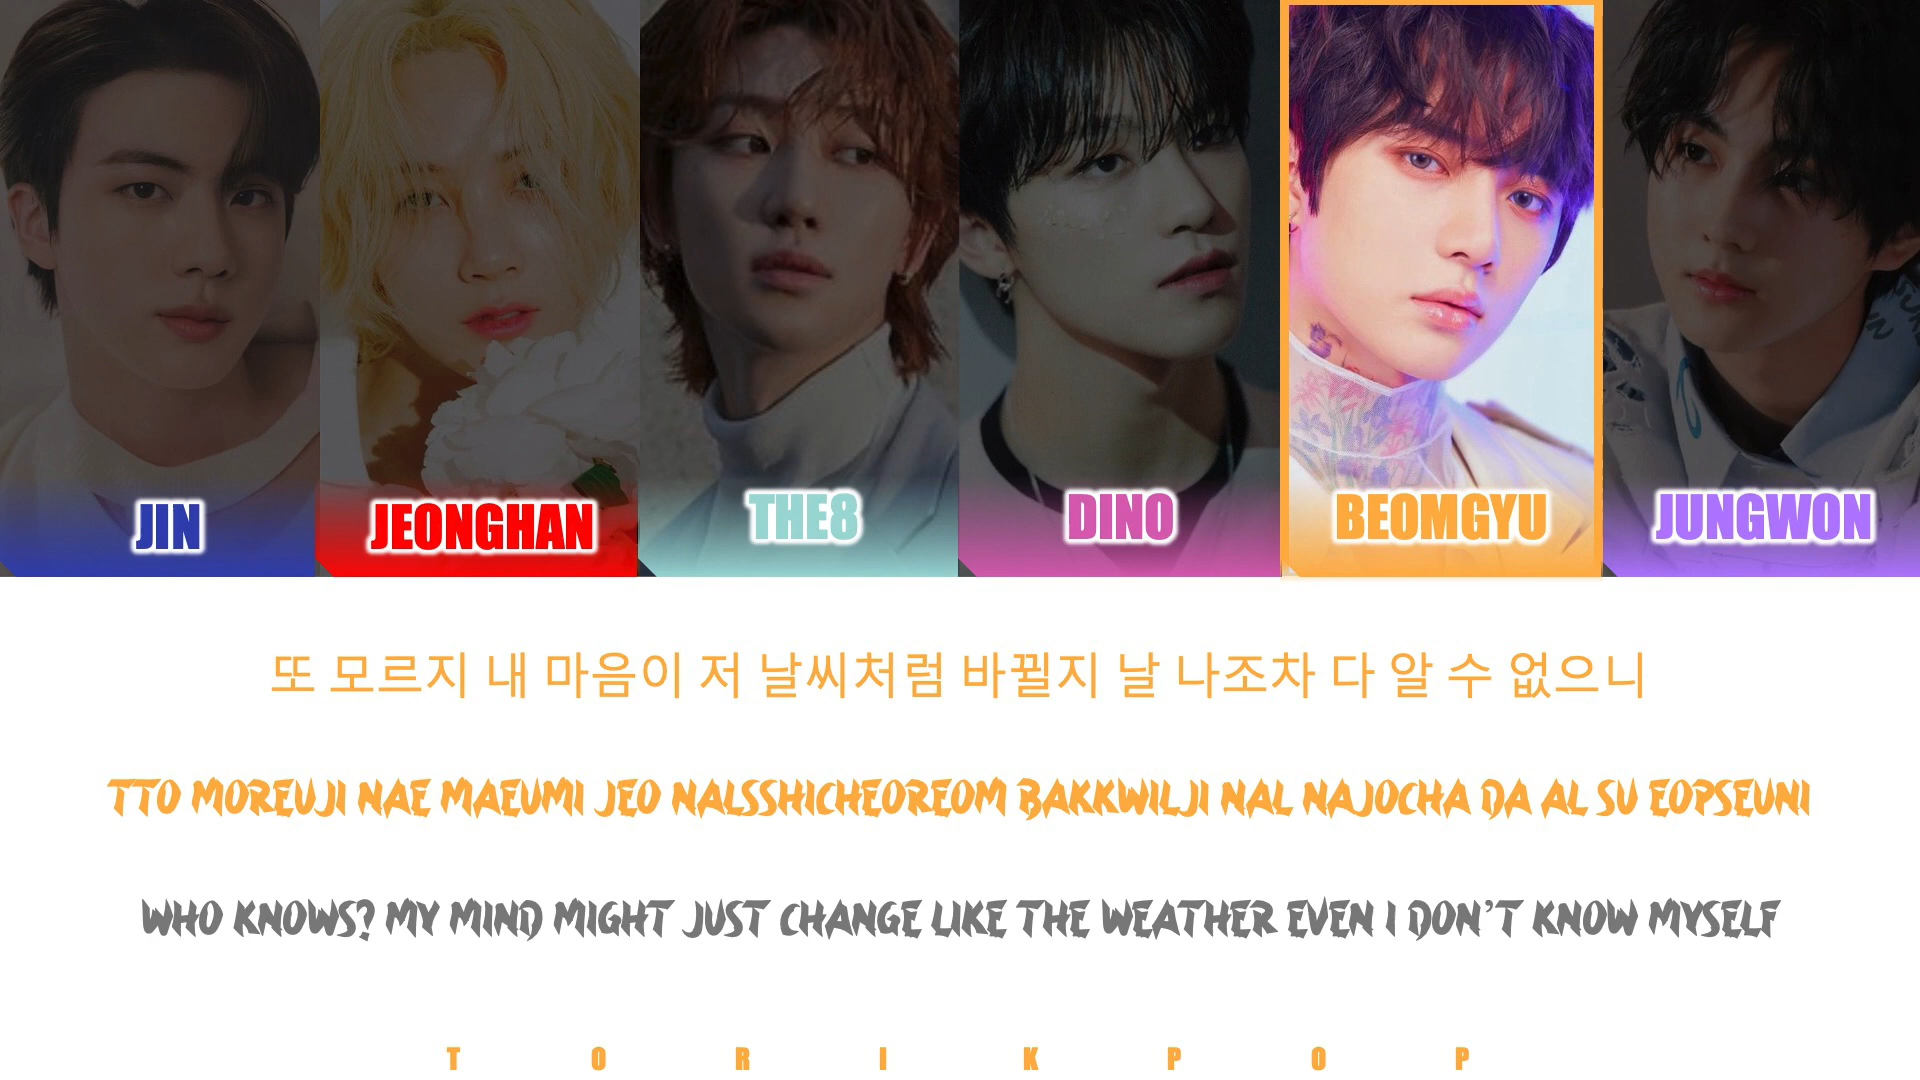 JIN JEONGHAN THE8 DINO BEOMGYU JUNGWON
또 모르지 내 마음이 저 날씨처럼 바뀔지 날 나조차 다 알 수 없으니
TTO MOREUJI NAE MAEUMI JEO NALSSHICHEOREOM BAKKWILJI NAL NAJOCHA DA AL SU EOPSEUNI
WHO KNOWS? MY MIND MIGHT JUST CHANGE LIKE THE WEATHER EVEN I DON'T KNOW MYSELF
T O R I K P O P